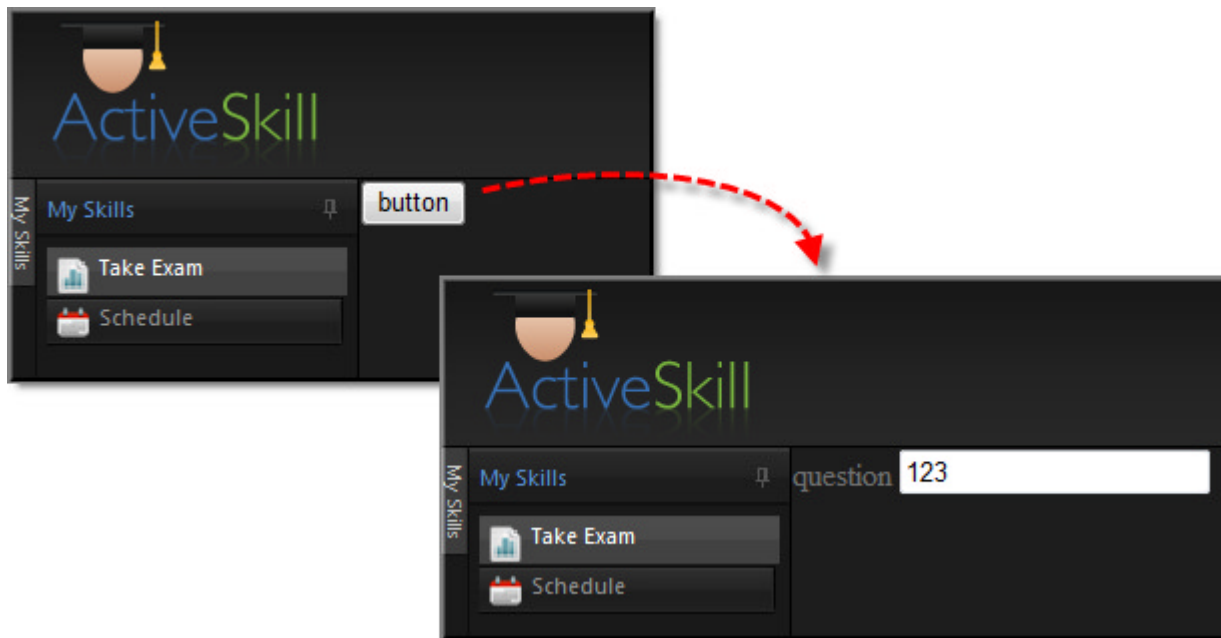 ActiveSkill
My Skills
My Skills
button
Take Exam
Schedule
ActiveSkill
My Skills
My Skills
question 123
Take Exam
Schedule